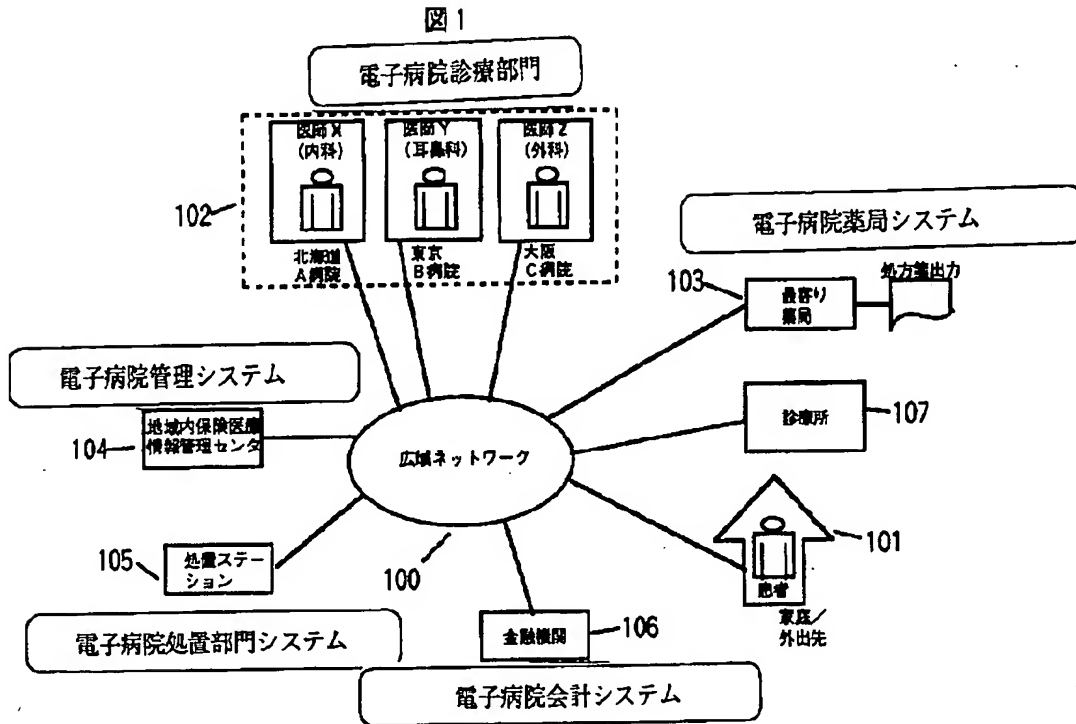 図1
電子病院診療部門
医師X
(内科)
医師Y
(耳鼻科)
医師Z
(外科)
102
北海道
A病院
東京
B病院
大阪
C病院
電子病院薬局システム
処方箋出力
103
最寄り
薬局
電子病院管理システム
地域内保険医療
情報管理センタ
104
診療所
107
広域ネットワーク
101
患者
家庭/
外出先
105
処置ステー
ション
100
電子病院処置部門システム
金融機関
106
電子病院会計システム